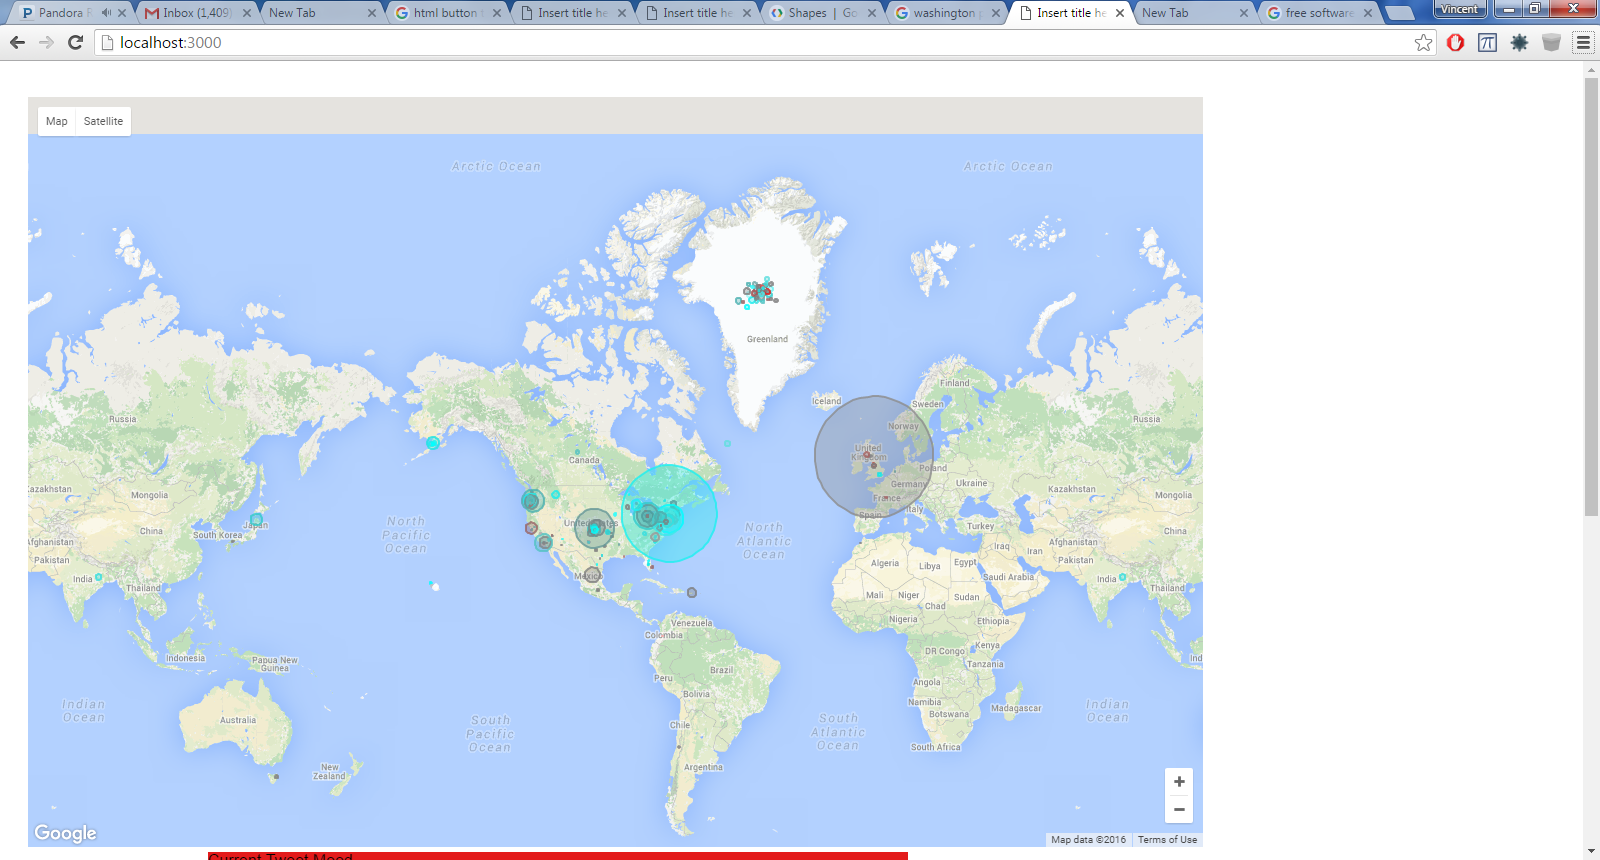 Pandora R
Inbox (1,409)
New Tab
html button t
Insert title he
Insert title he
Shapes | Go
washington p
Insert title he
New Tab
free software
Vincent
localhost:3000
Map
Satellite
Arctic Ocean
Arctic Ocean
Greenland
Iceland
Finland
Sweden
Norway
Russia
Russia
Canada
United
Kingdom
Poland
Germany
Ukraine
Kazakhstan
Kazakhstan
France
Mongolia
Mongolia
Italy
Spain
Turkey
China
China
Japan
South Korea
North
Pacific
Ocean
United States
North
Atlantic
Ocean
Afghanistan
Pakistan
Iraq
Iran
Afghanistan
Pakistan
Algeria
Libya
Egypt
Saudi Arabia
India
India
Thailand
Thailand
Mexico
Mali
Niger
Sudan
Chad
Nigeria
Ethiopia
Venezuela
Colombia
Indonesia
Papua New
Guinea
DR Congo
Kenya
Tanzania
Ind
Brazil
Peru
Bolivia
Angola
Namibia
Botswana
Madagascar
Indian
Ocean
Indian
Ocean
Australia
South
Pacific
Ocean
Chile
South
Atlantic
Ocean
South Africa
New
Zealand
Argentina
Google
Map data ©2016
Terms of Use
Current Tweet Mood